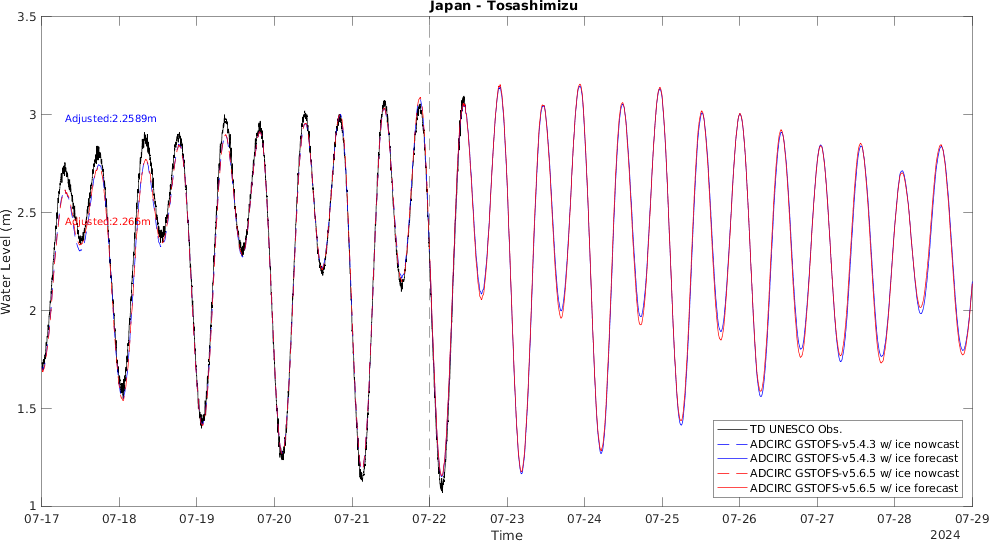 Japan - Tosashimizu
3.5
3
2.5
2
1.5
1
Water Level (m)
Adjusted:2.2589m
Adjusted:2.266m
TD UNESCO Obs.
ADCIRC GSTOFS-v5.4.3 w/ ice nowcast
ADCIRC GSTOFS-v5.4.3 w/ ice forecast
ADCIRC GSTOFS-v5.6.5 w/ ice nowcast
ADCIRC GSTOFS-v5.6.5 w/ ice forecast
07-17 07-18 07-19 07-20 07-21 07-22 07-23 07-24 07-25 07-26 07-27 07-28 07-29
Time
2024